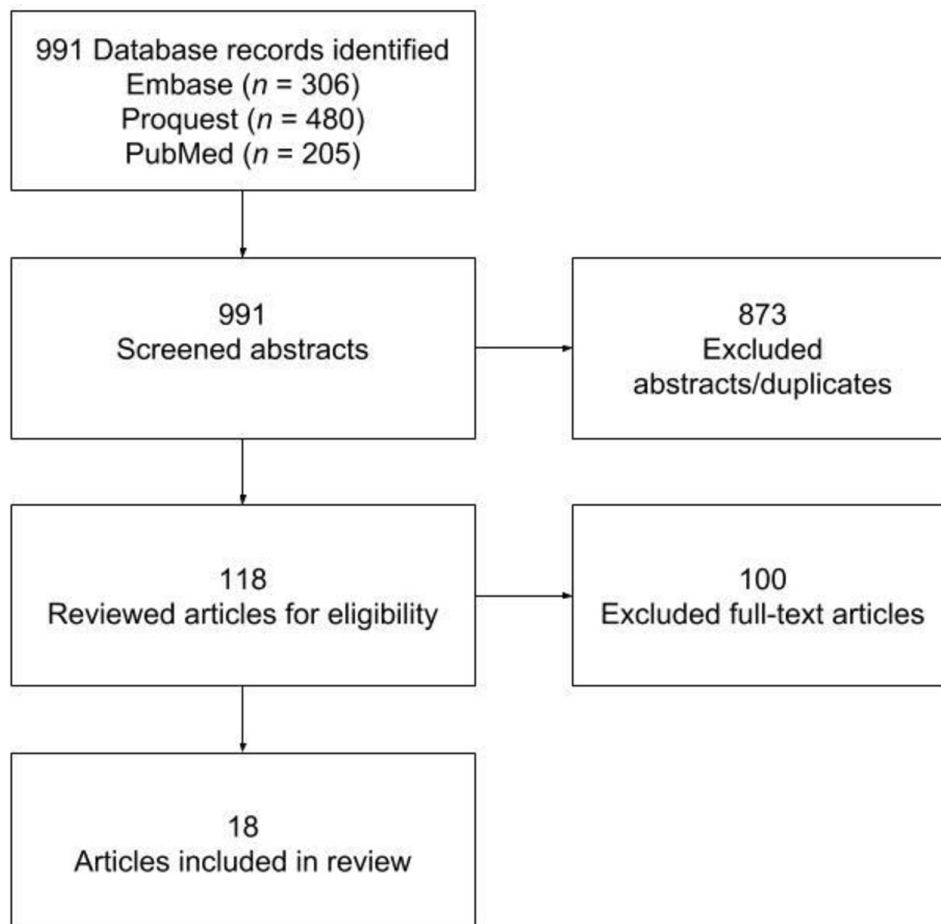 991 Database records identified
Embase (n = 306)
Proquest (n = 480)
PubMed (n = 205)
991
Screened abstracts
873
Excluded
abstracts/duplicates
118
Reviewed articles for eligibility
100
Excluded full-text articles
18
Articles included in review